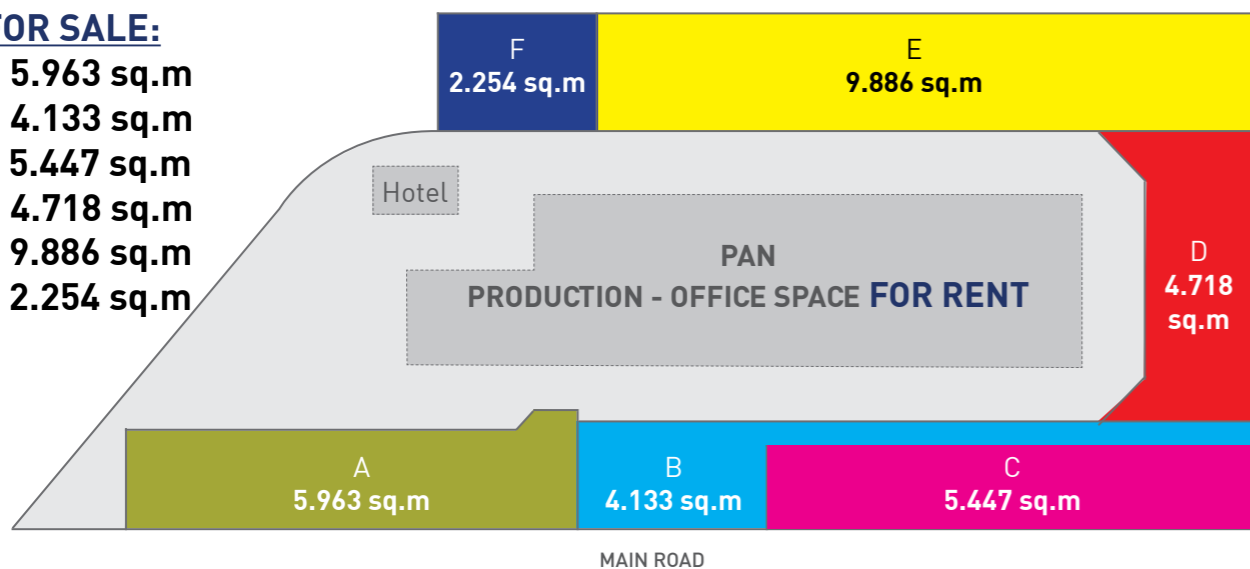 FOR SALE:
5.963 sq.m
4.133 sq.m
5.447 sq.m
4.718 sq.m
9.886 sq.m
2.254 sq.m
F
2.254 sq.m
E
9.886 sq.m
Hotel
PAN
PRODUCTION - OFFICE SPACE FOR RENT
D
4.718
sq.m
A
5.963 sq.m
B
4.133 sq.m
C
5.447 sq.m
MAIN ROAD